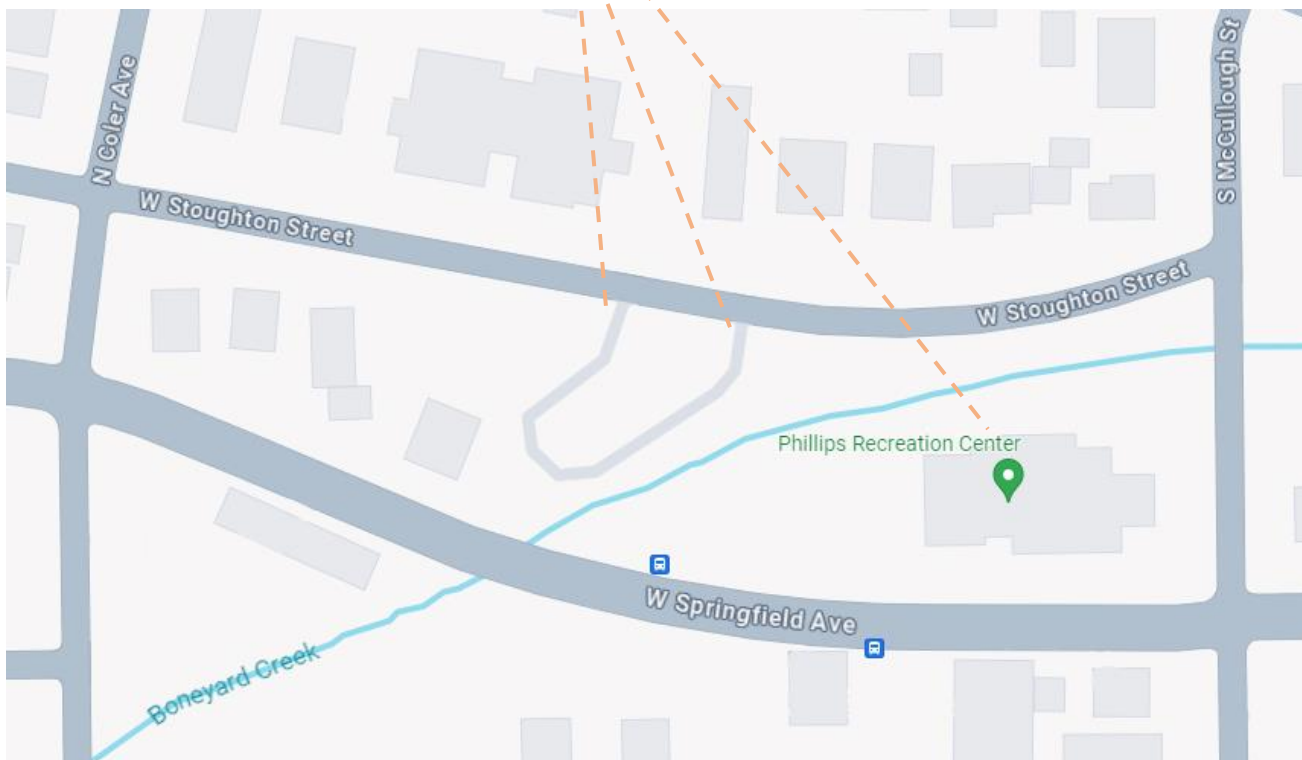 N Coler Ave
S McCullough St
W Stoughton Street
W Stoughton Street
Phillips Recreation Center
W Springfield Ave
Boneyard Creek